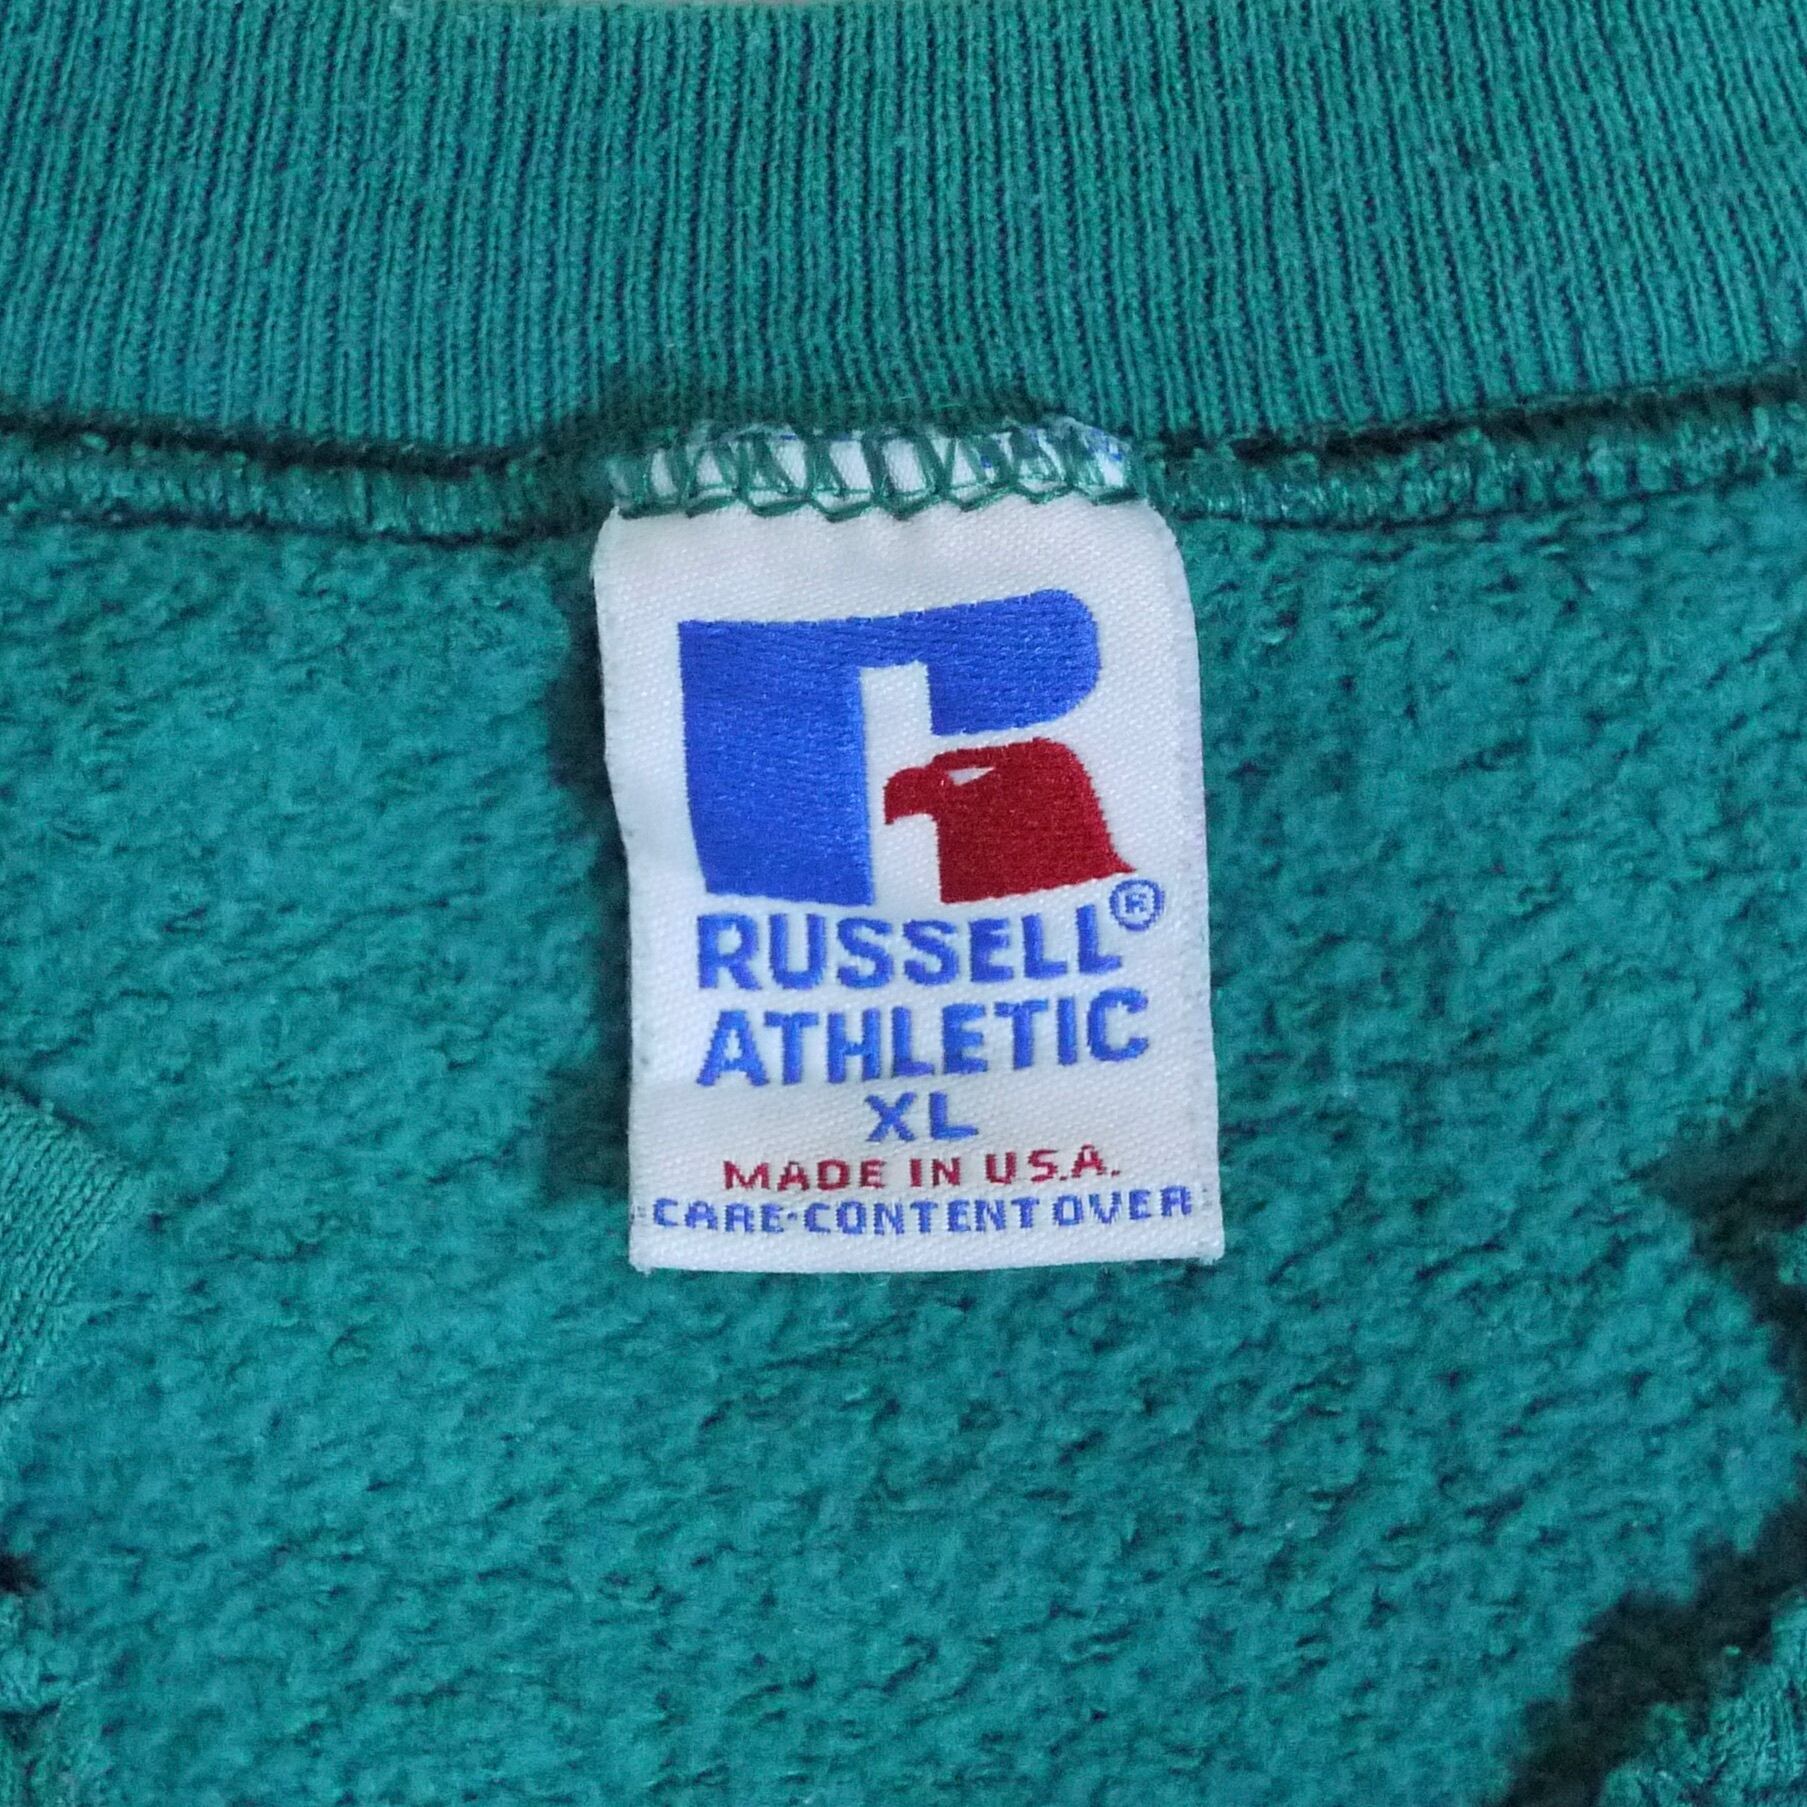 RUSSELL®
ATHLETIC
XL
MADE IN U.S.A.
CARE-CONTENT OVER